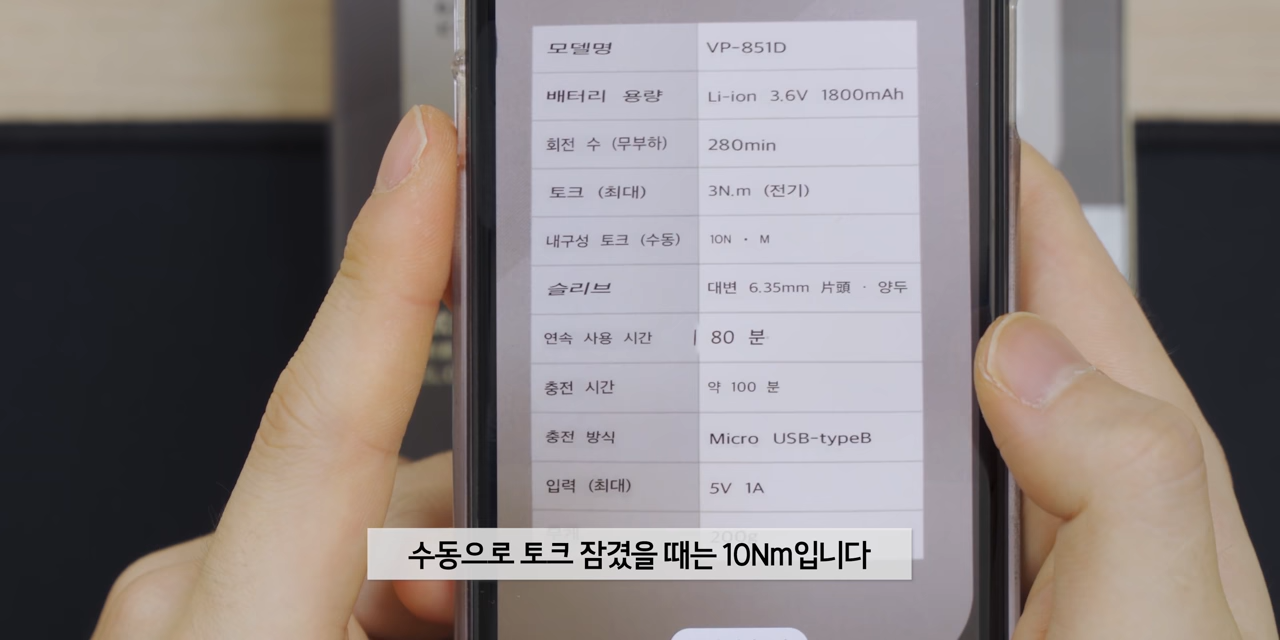 모델명 VP-851D
배터리 용량 Li-ion 3.6V 1800mAh
회전 수 (무부하) 280min
토크 (최대) 3N.m (전기)
내구성 토크 (수동) 10N · M
슬리브 대변 6.35mm 片頭 · 양두
연속 사용 시간 80 분
충전 시간 약 100 분
충전 방식 Micro USB-typeB
입력 (최대) 5V 1A
200g
수동으로 토크 잠겼을 때는 10Nm입니다